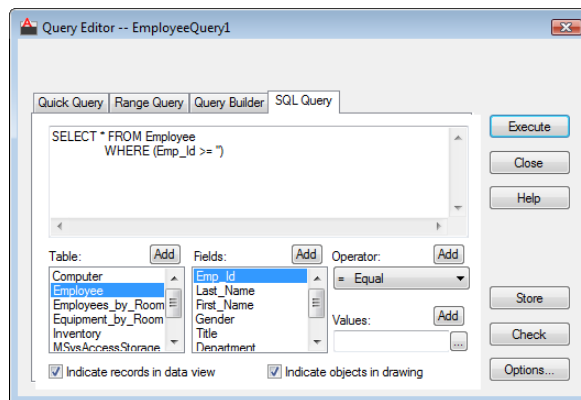 Query Editor -- EmployeeQuery1
Quick Query Range Query Query Builder SQL Query
SELECT * FROM Employee
WHERE (Emp_Id >= '')
Execute
Close
Help
Table: Add Fields: Add Operator: Add
Computer
Employee
Employees_by_Room
Equipment_by_Room
Inventory
MSysAccessStorage
Emp_Id
Last_Name
First_Name
Gender
Title
Department
= Equal
Values: Add
...
Store
Check
Options...
Indicate records in data view Indicate objects in drawing